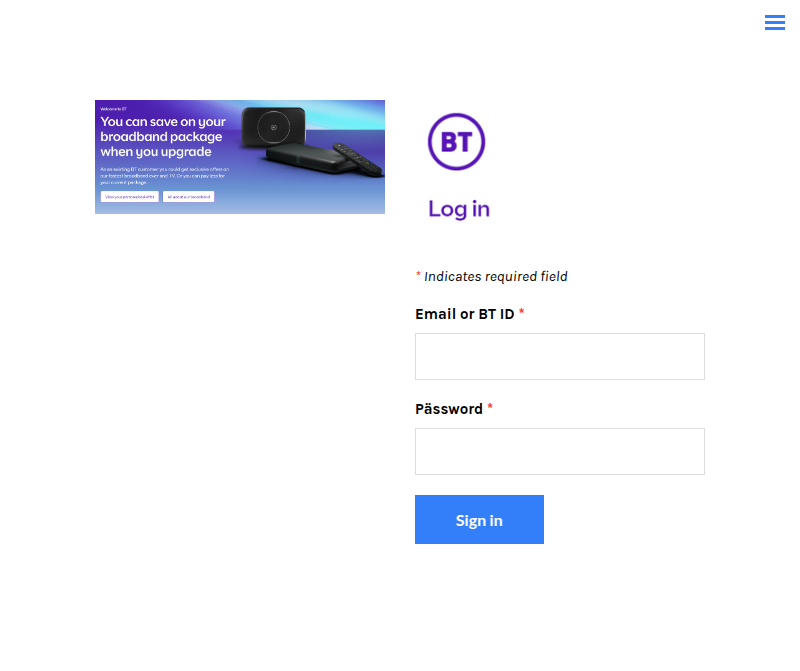 Welcome to BT
You can save on your
broadband package
when you upgrade
As an existing BT customer you could get exclusive offers on
our fastest broadband ever and TV. Or you can pay less for
your current package.
View your personalised offer
All about our broadband
BT
Log in
* Indicates required field
Email or BT ID *
Pässword *
Sign in